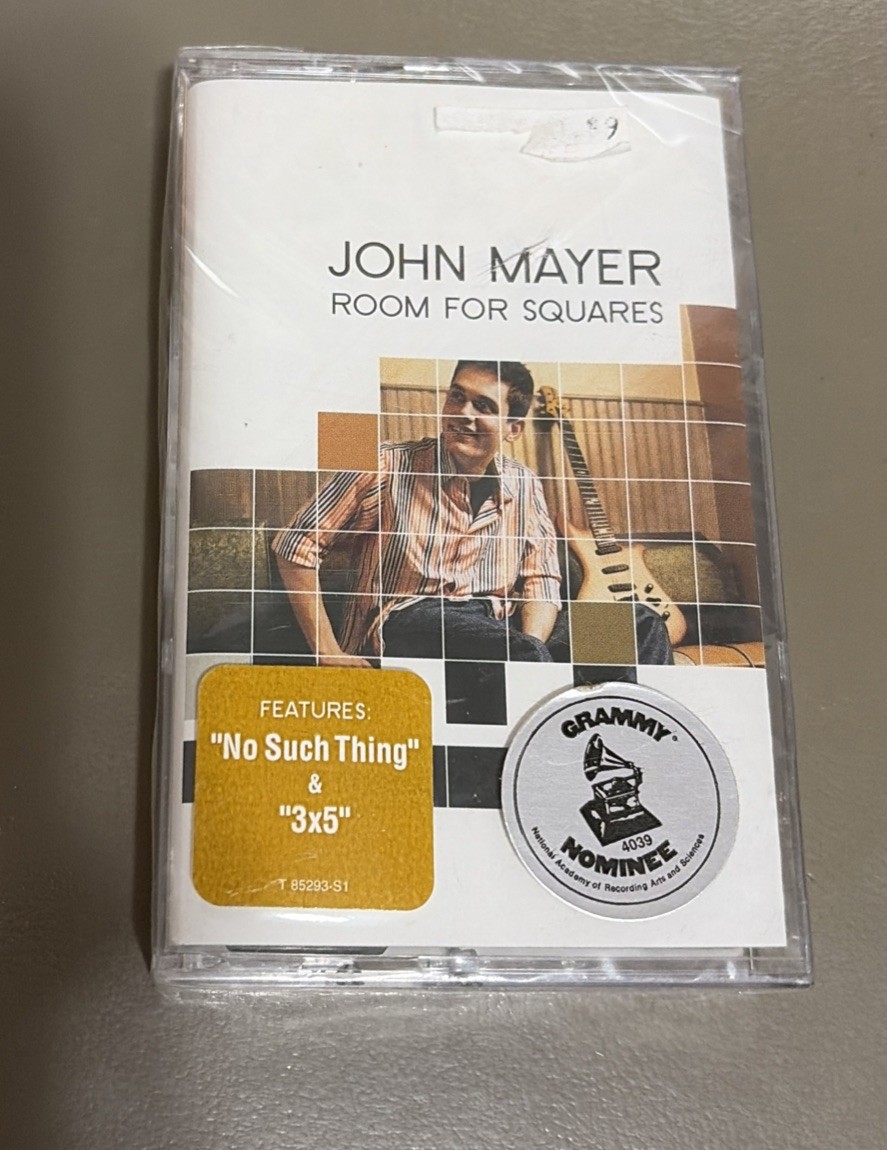 JOHN MAYER
ROOM FOR SQUARES
FEATURES:
"No Such Thing"
&
"3x5"
T 85293-S1
GRAMMY®
4039
NOMINEE
National Academy of Recording Arts and Sciences